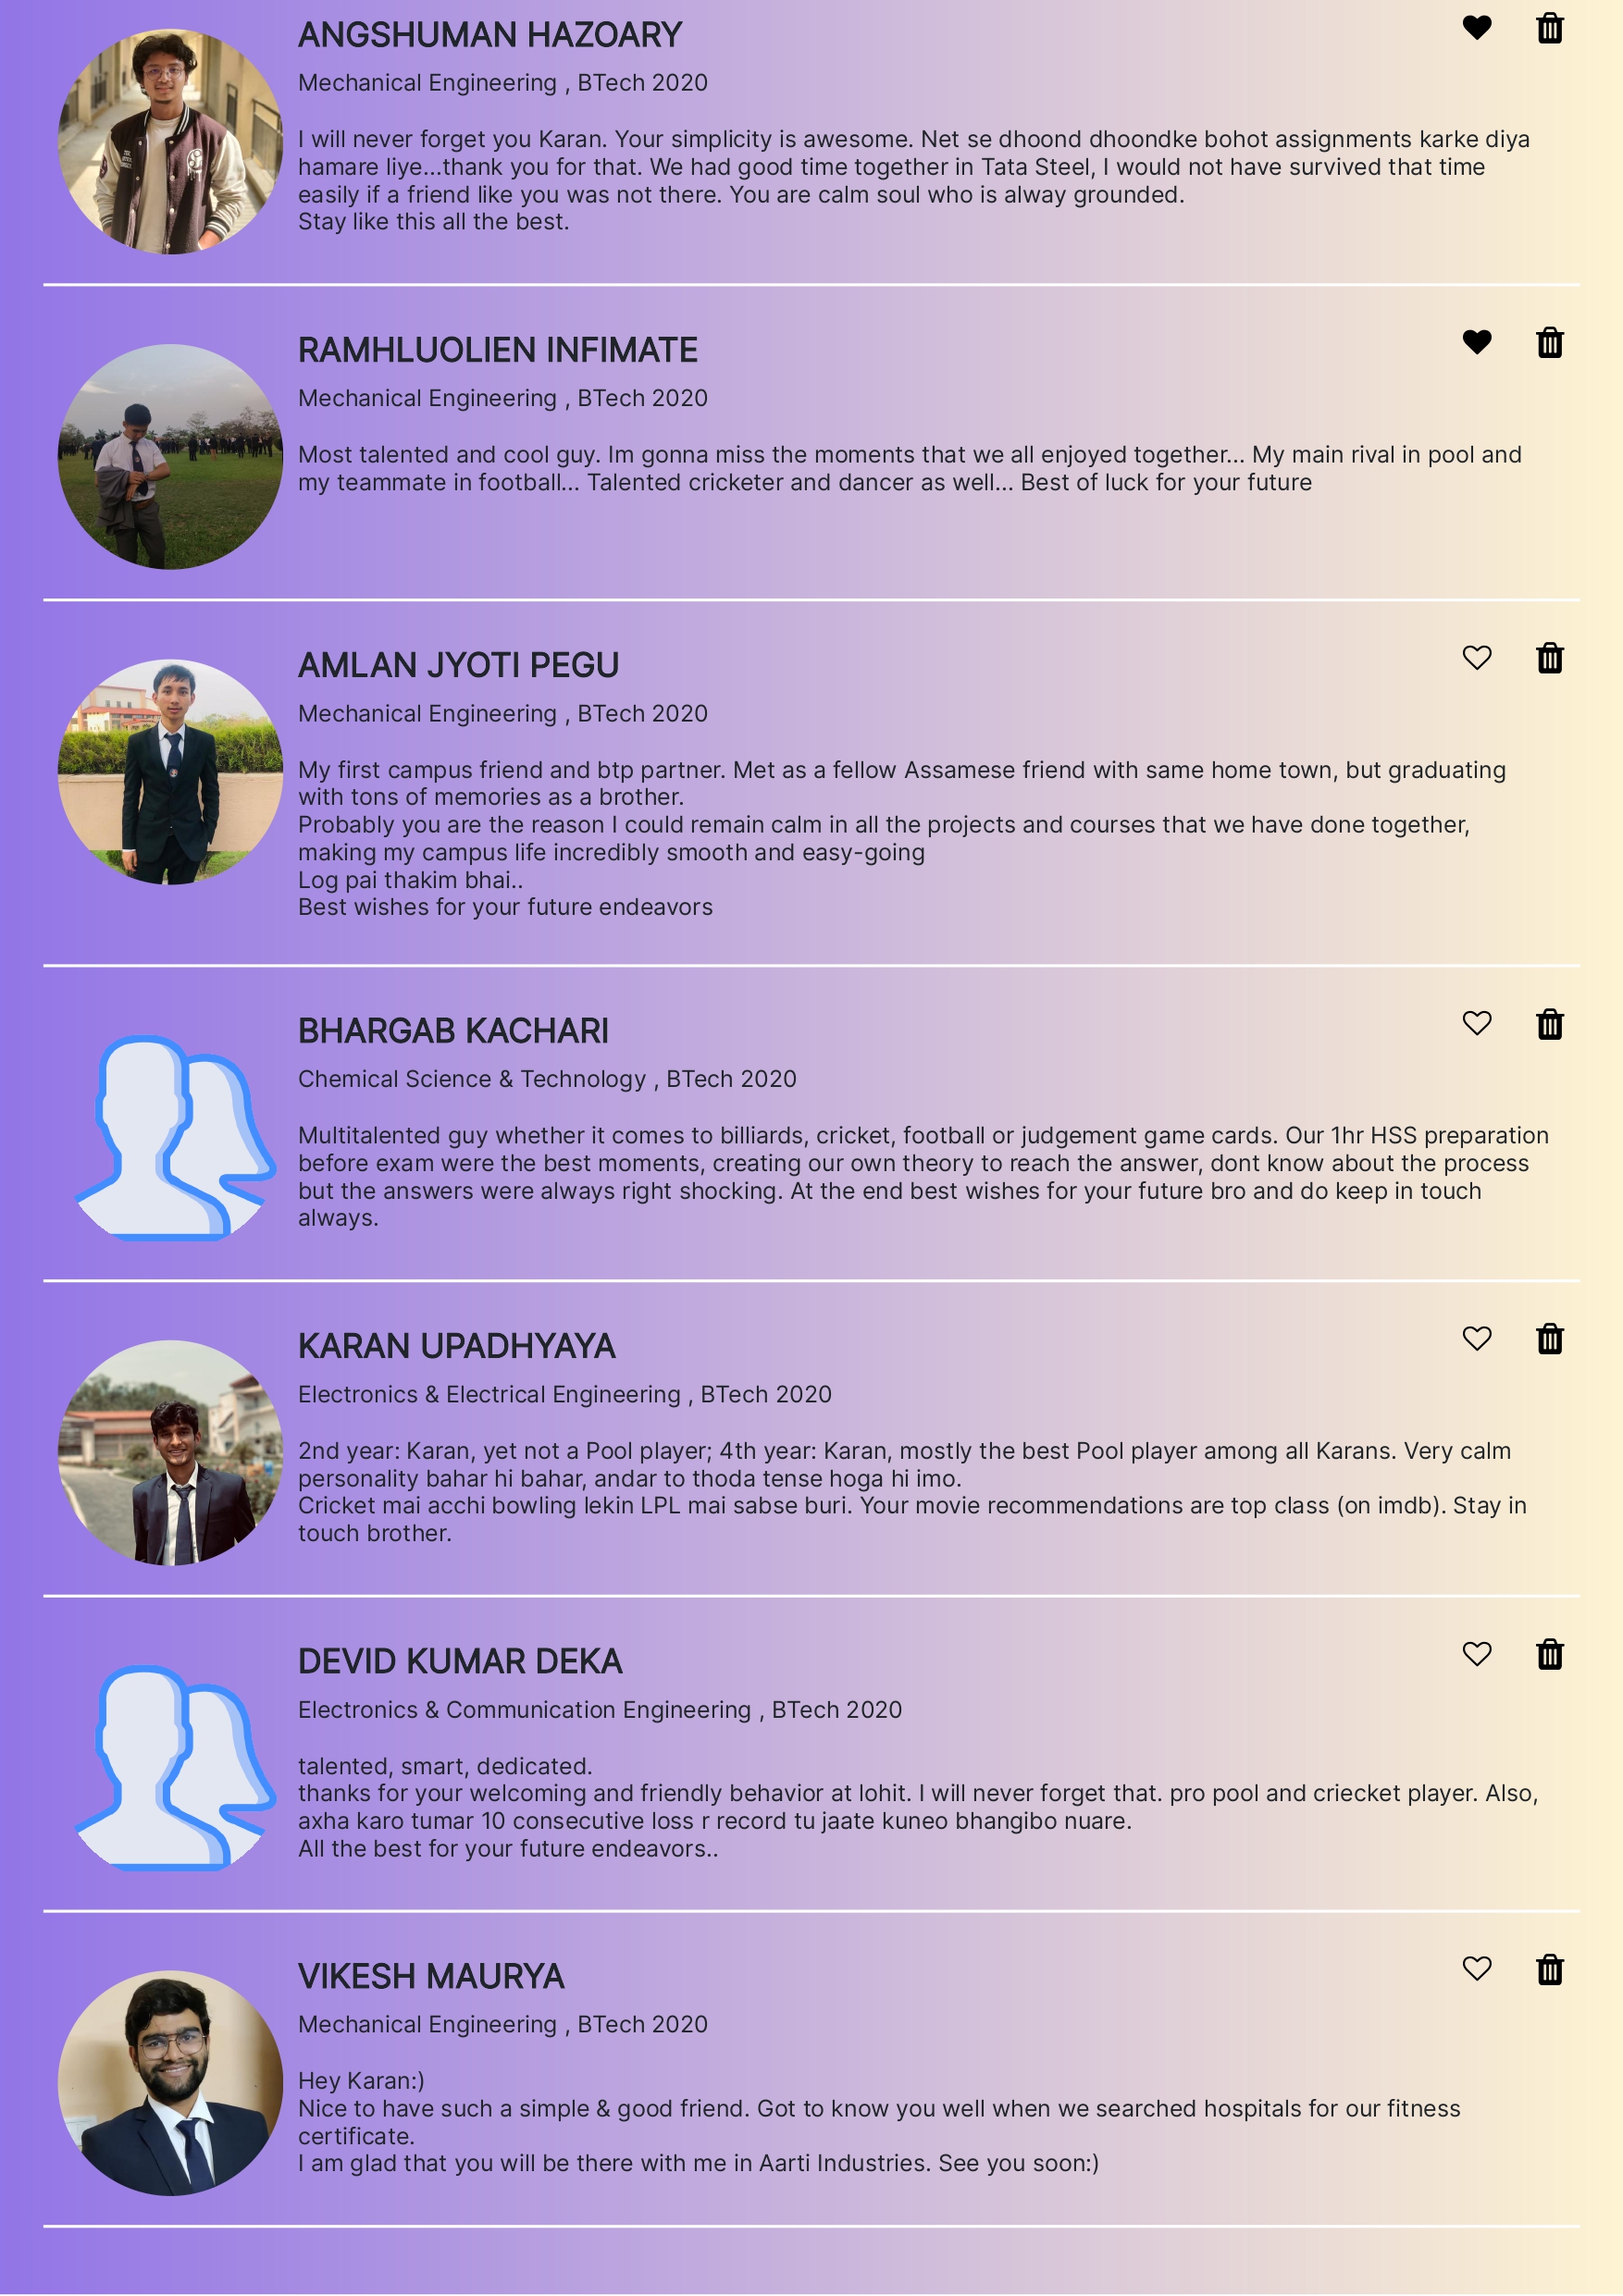 ANGSHUMAN HAZOARY
Mechanical Engineering , BTech 2020
I will never forget you Karan. Your simplicity is awesome. Net se dhoond dhoondke bohot assignments karke diya
hamare liye...thank you for that. We had good time together in Tata Steel, I would not have survived that time
easily if a friend like you was not there. You are calm soul who is alway grounded.
Stay like this all the best.
RAMHLUOLIEN INFIMATE
Mechanical Engineering , BTech 2020
Most talented and cool guy. Im gonna miss the moments that we all enjoyed together... My main rival in pool and
my teammate in football... Talented cricketer and dancer as well... Best of luck for your future
AMLAN JYOTI PEGU
Mechanical Engineering , BTech 2020
My first campus friend and btp partner. Met as a fellow Assamese friend with same home town, but graduating
with tons of memories as a brother.
Probably you are the reason I could remain calm in all the projects and courses that we have done together,
making my campus life incredibly smooth and easy-going
Log pai thakim bhai..
Best wishes for your future endeavors
BHARGAB KACHARI
Chemical Science & Technology , BTech 2020
Multitalented guy whether it comes to billiards, cricket, football or judgement game cards. Our 1hr HSS preparation
before exam were the best moments, creating our own theory to reach the answer, dont know about the process
but the answers were always right shocking. At the end best wishes for your future bro and do keep in touch
always.
KARAN UPADHYAYA
Electronics & Electrical Engineering , BTech 2020
2nd year: Karan, yet not a Pool player; 4th year: Karan, mostly the best Pool player among all Karans. Very calm
personality bahar hi bahar, andar to thoda tense hoga hi imo.
Cricket mai acchi bowling lekin LPL mai sabse buri. Your movie recommendations are top class (on imdb). Stay in
touch brother.
DEVID KUMAR DEKA
Electronics & Communication Engineering , BTech 2020
talented, smart, dedicated.
thanks for your welcoming and friendly behavior at lohit. I will never forget that. pro pool and criecket player. Also,
axha karo tumar 10 consecutive loss r record tu jaate kuneo bhangibo nuare.
All the best for your future endeavors..
VIKESH MAURYA
Mechanical Engineering , BTech 2020
Hey Karan:)
Nice to have such a simple & good friend. Got to know you well when we searched hospitals for our fitness
certificate.
I am glad that you will be there with me in Aarti Industries. See you soon:)